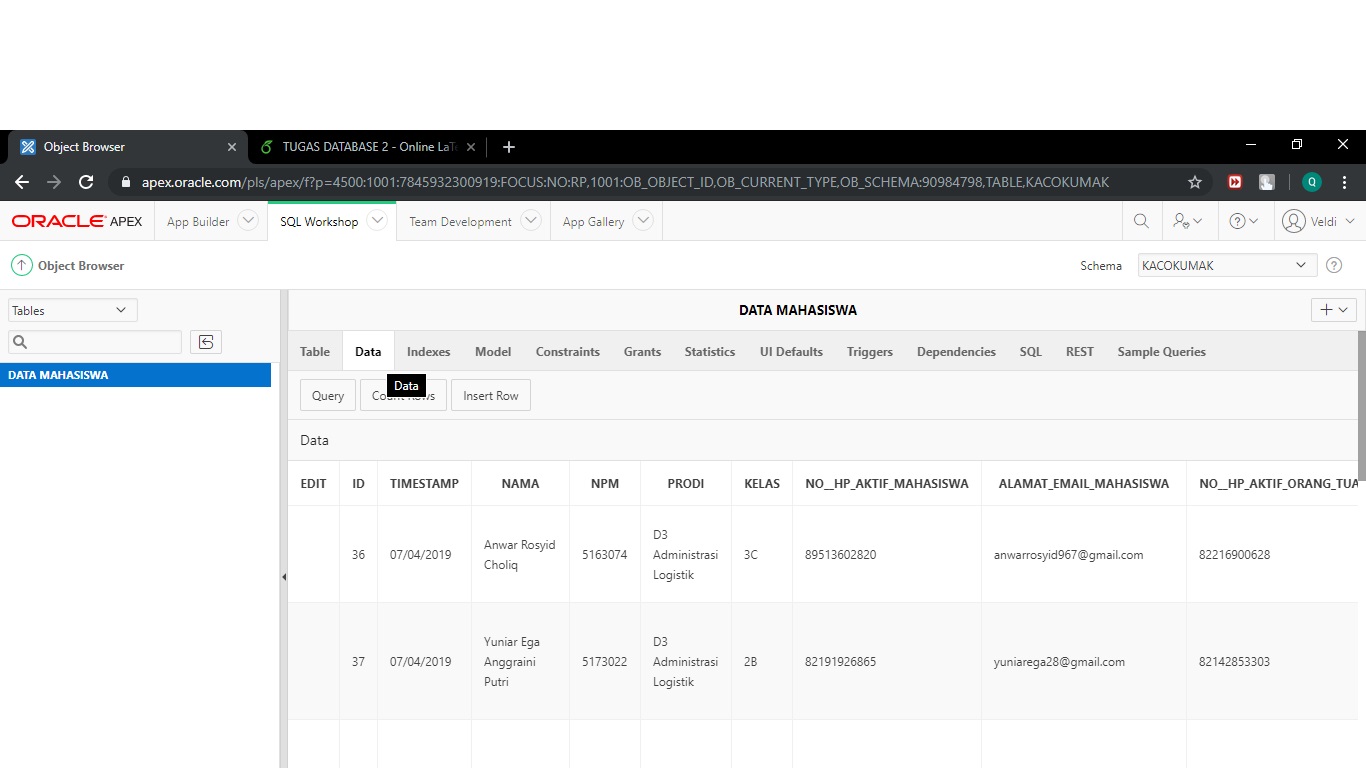 Object Browser
TUGAS DATABASE 2 - Online LaTe
apex.oracle.com/pls/apex/f?p=4500:1001:7845932300919:FOCUS:NO:RP,1001:OB_OBJECT_ID,OB_CURRENT_TYPE,OB_SCHEMA:90984798,TABLE,KACOKUMAK
Q
ORACLE APEX App Builder SQL Workshop Team Development App Gallery Veldi
Object Browser Schema KACOKUMAK
Tables
DATA MAHASISWA
DATA MAHASISWA
Table Data Indexes Model Constraints Grants Statistics UI Defaults Triggers Dependencies SQL REST Sample Queries
Data
Query Count Rows Insert Row
Data
EDIT ID TIMESTAMP NAMA NPM PRODI KELAS NO__HP_AKTIF_MAHASISWA ALAMAT_EMAIL_MAHASISWA NO__HP_AKTIF_ORANG_TUA
36 07/04/2019 Anwar Rosyid Choliq 5163074 D3 Administrasi Logistik 3C 89513602820 anwarrosyid967@gmail.com 82216900628
37 07/04/2019 Yuniar Ega Anggraini Putri 5173022 D3 Administrasi Logistik 2B 82191926865 yuniarega28@gmail.com 82142853303